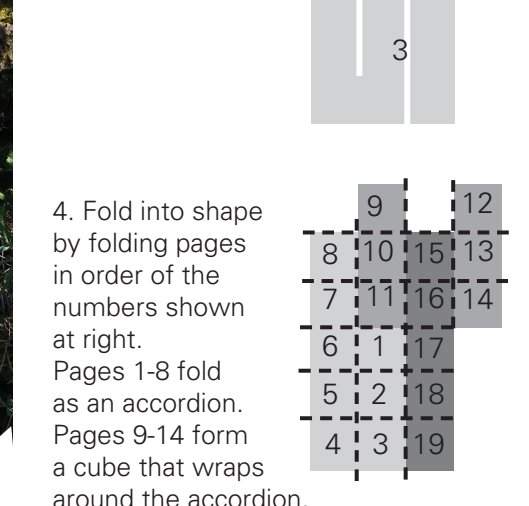 3
4. Fold into shape
by folding pages
in order of the
numbers shown
at right.
Pages 1-8 fold
as an accordion.
Pages 9-14 form
a cube that wraps
around the accordion.
9 12
8 10 15 13
7 11 16 14
6 1 17
5 2 18
4 3 19